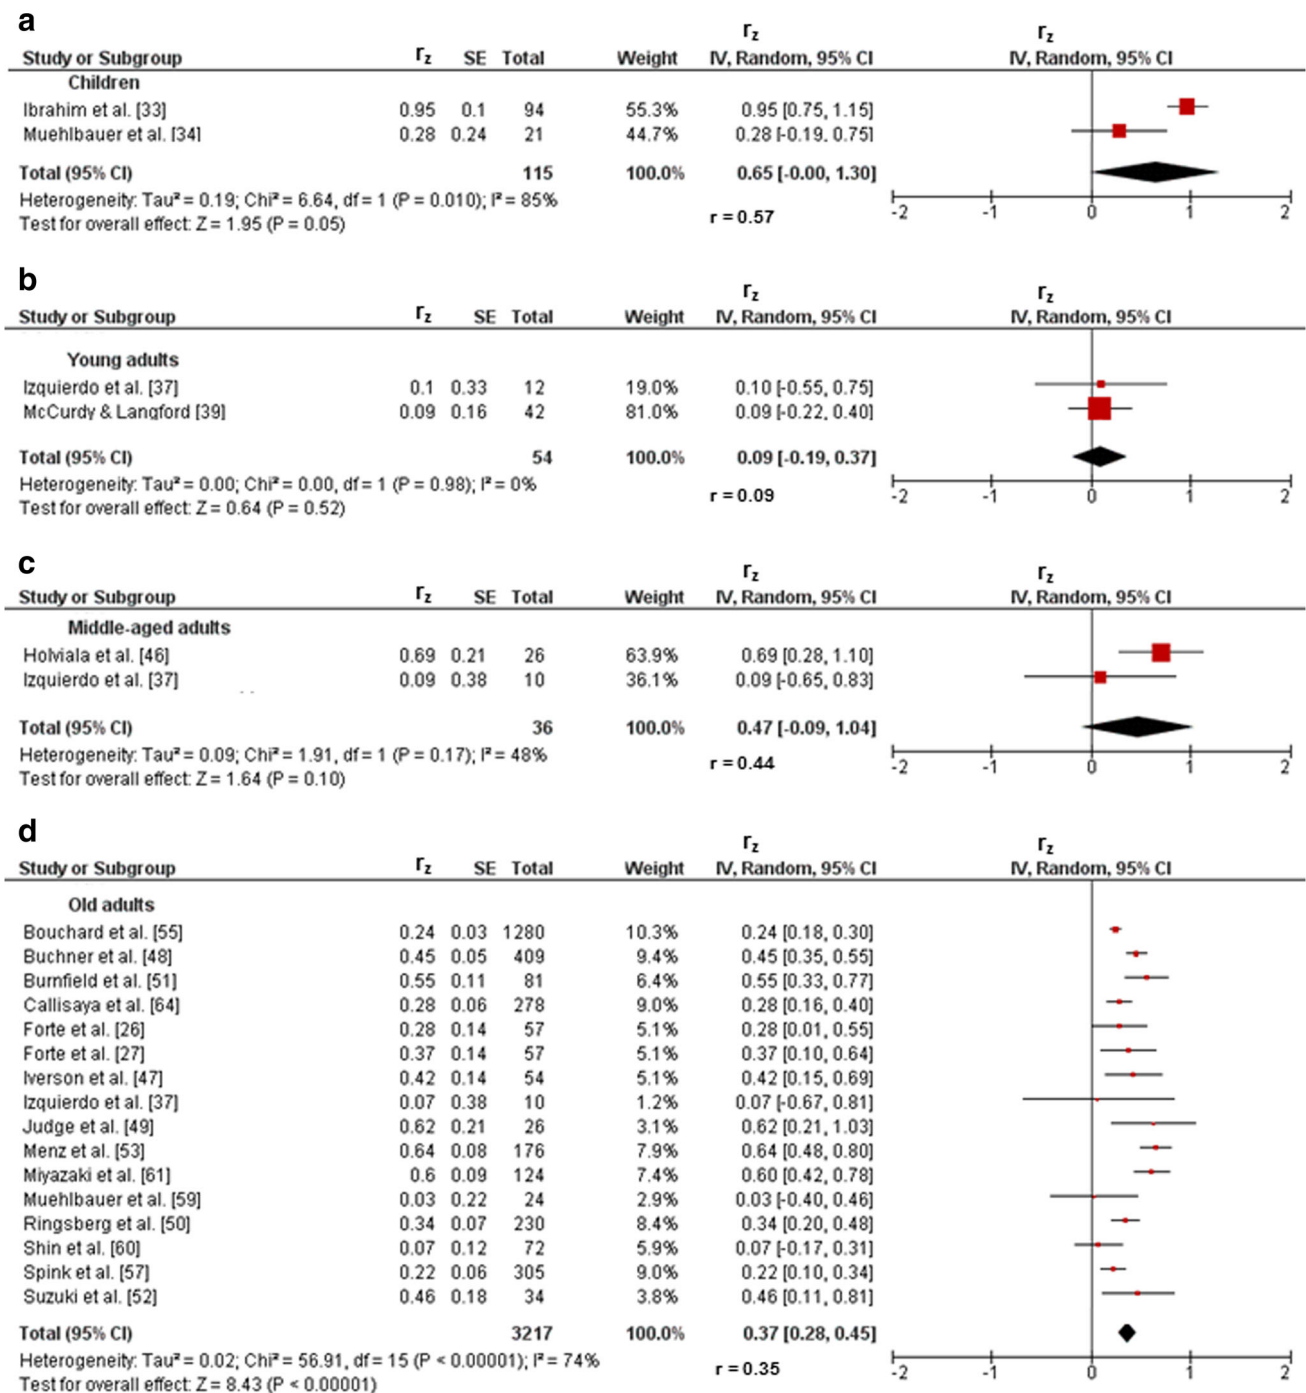 a
r_z r_z
Study or Subgroup r_z SE Total Weight IV, Random, 95% CI IV, Random, 95% CI
Children
Ibrahim et al. [33] 0.95 0.1 94 55.3% 0.95 [0.75, 1.15]
Muehlbauer et al. [34] 0.28 0.24 21 44.7% 0.28 [-0.19, 0.75]
Total (95% CI) 115 100.0% 0.65 [-0.00, 1.30]
Heterogeneity: Tau² = 0.19; Chi² = 6.64, df = 1 (P = 0.010); I² = 85%
Test for overall effect: Z = 1.95 (P = 0.05)
r = 0.57
-2 -1 0 1 2
b
r_z r_z
Study or Subgroup r_z SE Total Weight IV, Random, 95% CI IV, Random, 95% CI
Young adults
Izquierdo et al. [37] 0.1 0.33 12 19.0% 0.10 [-0.55, 0.75]
McCurdy & Langford [39] 0.09 0.16 42 81.0% 0.09 [-0.22, 0.40]
Total (95% CI) 54 100.0% 0.09 [-0.19, 0.37]
Heterogeneity: Tau² = 0.00; Chi² = 0.00, df = 1 (P = 0.98); I² = 0%
Test for overall effect: Z = 0.64 (P = 0.52)
r = 0.09
-2 -1 0 1 2
c
r_z r_z
Study or Subgroup r_z SE Total Weight IV, Random, 95% CI IV, Random, 95% CI
Middle-aged adults
Holviala et al. [46] 0.69 0.21 26 63.9% 0.69 [0.28, 1.10]
Izquierdo et al. [37] 0.09 0.38 10 36.1% 0.09 [-0.65, 0.83]
Total (95% CI) 36 100.0% 0.47 [-0.09, 1.04]
Heterogeneity: Tau² = 0.09; Chi² = 1.91, df = 1 (P = 0.17); I² = 48%
Test for overall effect: Z = 1.64 (P = 0.10)
r = 0.44
-2 -1 0 1 2
d
r_z r_z
Study or Subgroup r_z SE Total Weight IV, Random, 95% CI IV, Random, 95% CI
Old adults
Bouchard et al. [55] 0.24 0.03 1280 10.3% 0.24 [0.18, 0.30]
Buchner et al. [48] 0.45 0.05 409 9.4% 0.45 [0.35, 0.55]
Burnfield et al. [51] 0.55 0.11 81 6.4% 0.55 [0.33, 0.77]
Callisaya et al. [64] 0.28 0.06 278 9.0% 0.28 [0.16, 0.40]
Forte et al. [26] 0.28 0.14 57 5.1% 0.28 [0.01, 0.55]
Forte et al. [27] 0.37 0.14 57 5.1% 0.37 [0.10, 0.64]
Iverson et al. [47] 0.42 0.14 54 5.1% 0.42 [0.15, 0.69]
Izquierdo et al. [37] 0.07 0.38 10 1.2% 0.07 [-0.67, 0.81]
Judge et al. [49] 0.62 0.21 26 3.1% 0.62 [0.21, 1.03]
Menz et al. [53] 0.64 0.08 176 7.9% 0.64 [0.48, 0.80]
Miyazaki et al. [61] 0.6 0.09 124 7.4% 0.60 [0.42, 0.78]
Muehlbauer et al. [59] 0.03 0.22 24 2.9% 0.03 [-0.40, 0.46]
Ringsberg et al. [50] 0.34 0.07 230 8.4% 0.34 [0.20, 0.48]
Shin et al. [60] 0.07 0.12 72 5.9% 0.07 [-0.17, 0.31]
Spink et al. [57] 0.22 0.06 305 9.0% 0.22 [0.10, 0.34]
Suzuki et al. [52] 0.46 0.18 34 3.8% 0.46 [0.11, 0.81]
Total (95% CI) 3217 100.0% 0.37 [0.28, 0.45]
Heterogeneity: Tau² = 0.02; Chi² = 56.91, df = 15 (P < 0.00001); I² = 74%
Test for overall effect: Z = 8.43 (P < 0.00001)
r = 0.35
-2 -1 0 1 2